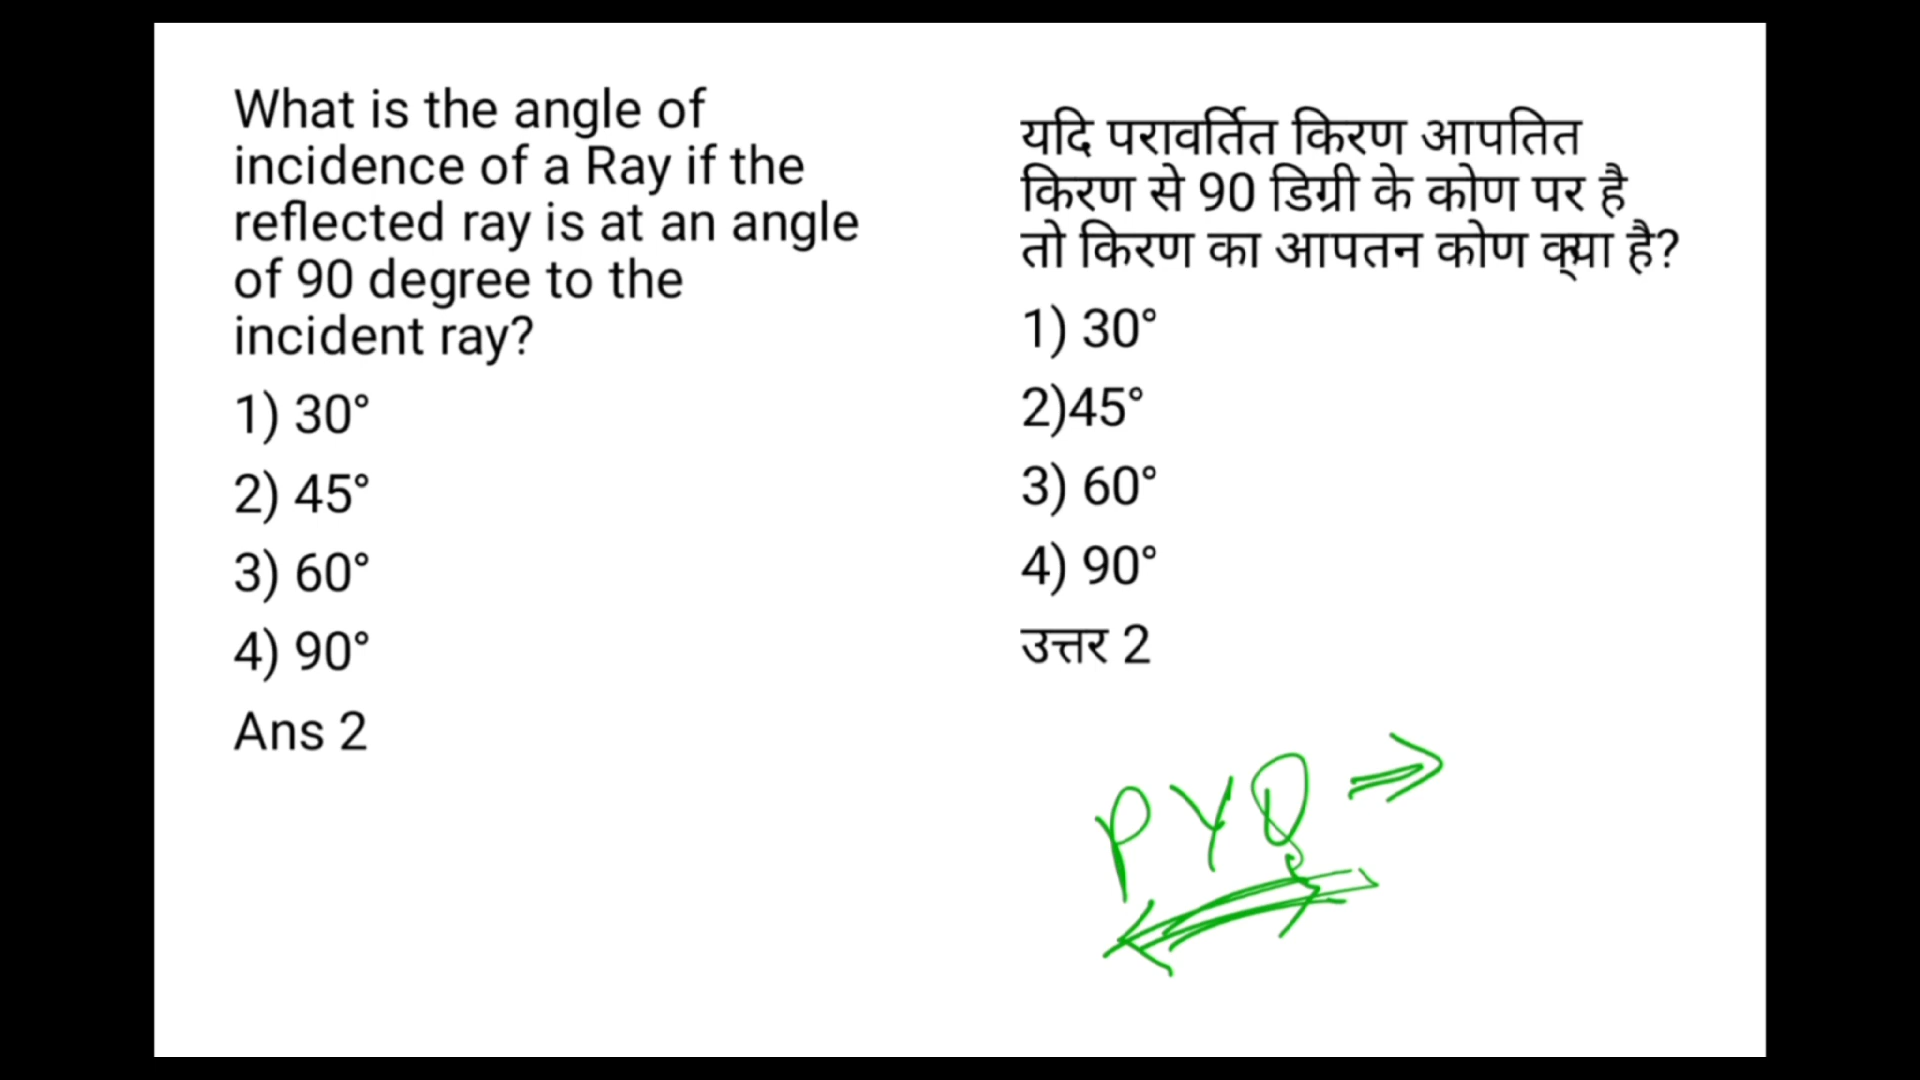 What is the angle of
incidence of a Ray if the
reflected ray is at an angle
of 90 degree to the
incident ray?
1) 30°
2) 45°
3) 60°
4) 90°
Ans 2
यदि परावर्तित किरण आपतित
किरण से 90 डिग्री के कोण पर है
तो किरण का आपतन कोण क्या है?
1) 30°
2)45°
3) 60°
4) 90°
उत्तर 2
PYQ ⇒